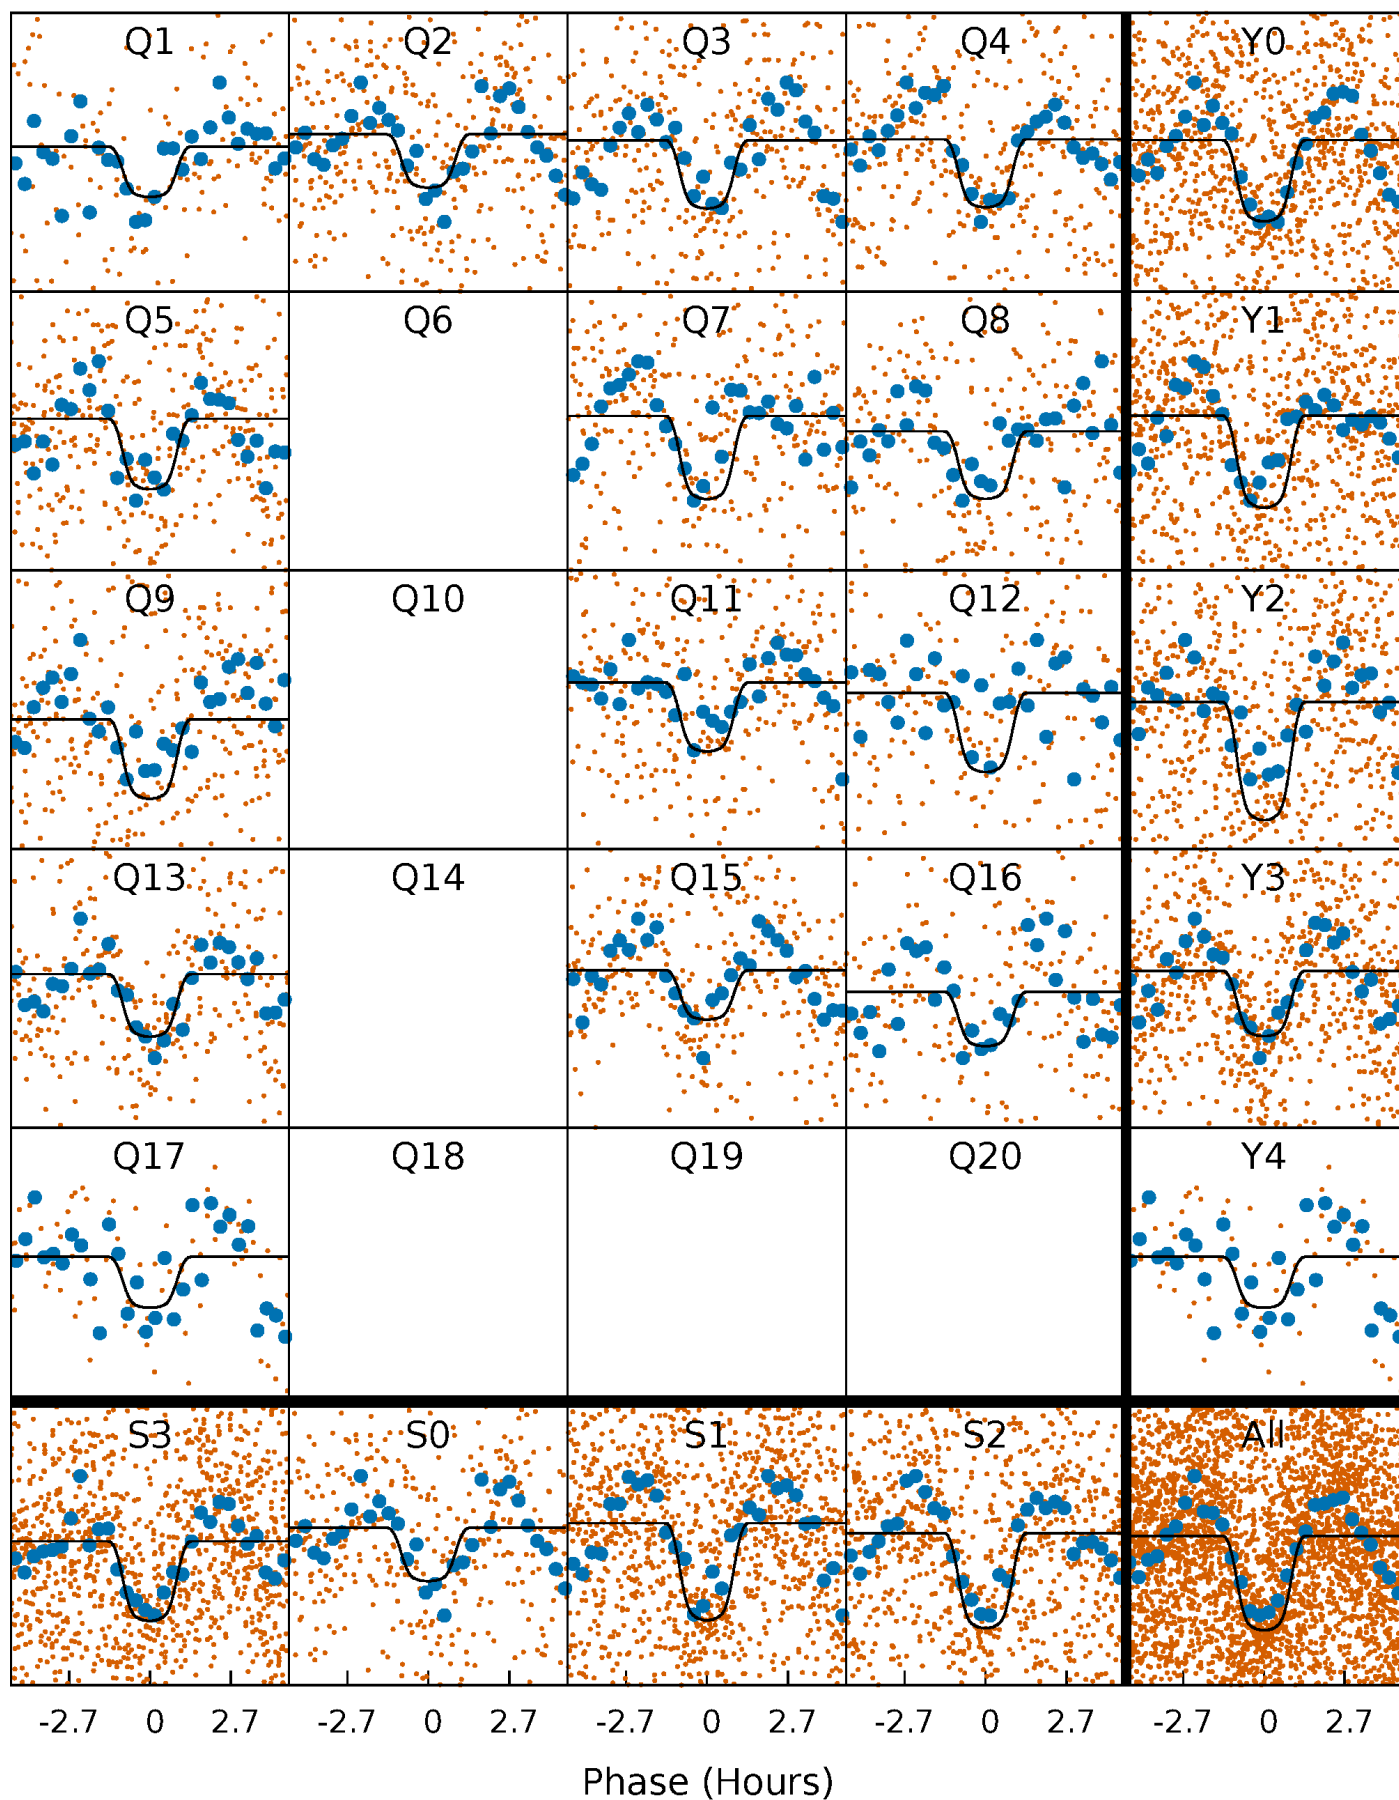 Q1 Q2 Q3 Q4 Y0
Q5 Q6 Q7 Q8 Y1
Q9 Q10 Q11 Q12 Y2
Q13 Q14 Q15 Q16 Y3
Q17 Q18 Q19 Q20 Y4
S3 S0 S1 S2 All
-2.7 0 2.7 -2.7 0 2.7 -2.7 0 2.7 -2.7 0 2.7 -2.7 0 2.7
Phase (Hours)